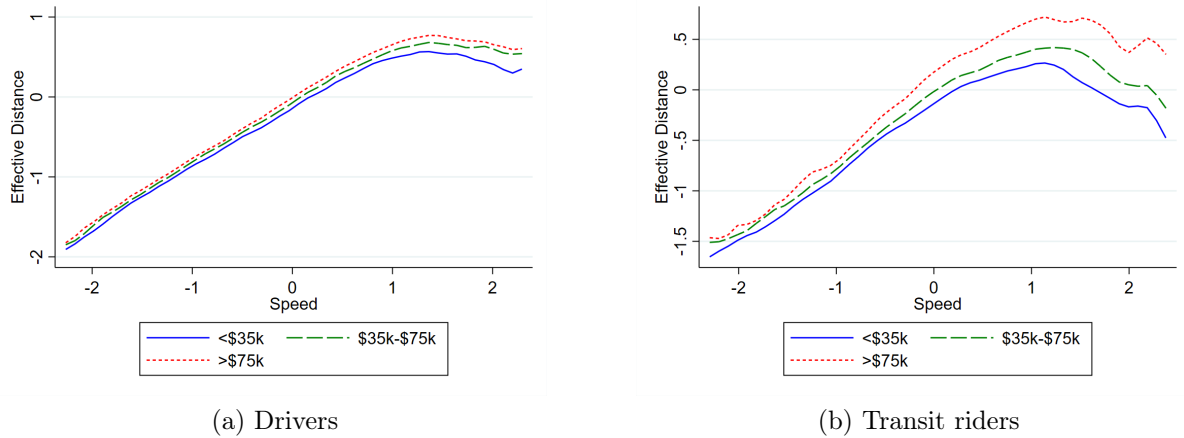 1
0
-1
-2
Effective Distance
-2
-1
0
1
2
Speed
<$35k
$35k-$75k
>$75k
(a) Drivers
.5
0
-.5
-1
-1.5
Effective Distance
-2
-1
0
1
2
Speed
<$35k
$35k-$75k
>$75k
(b) Transit riders